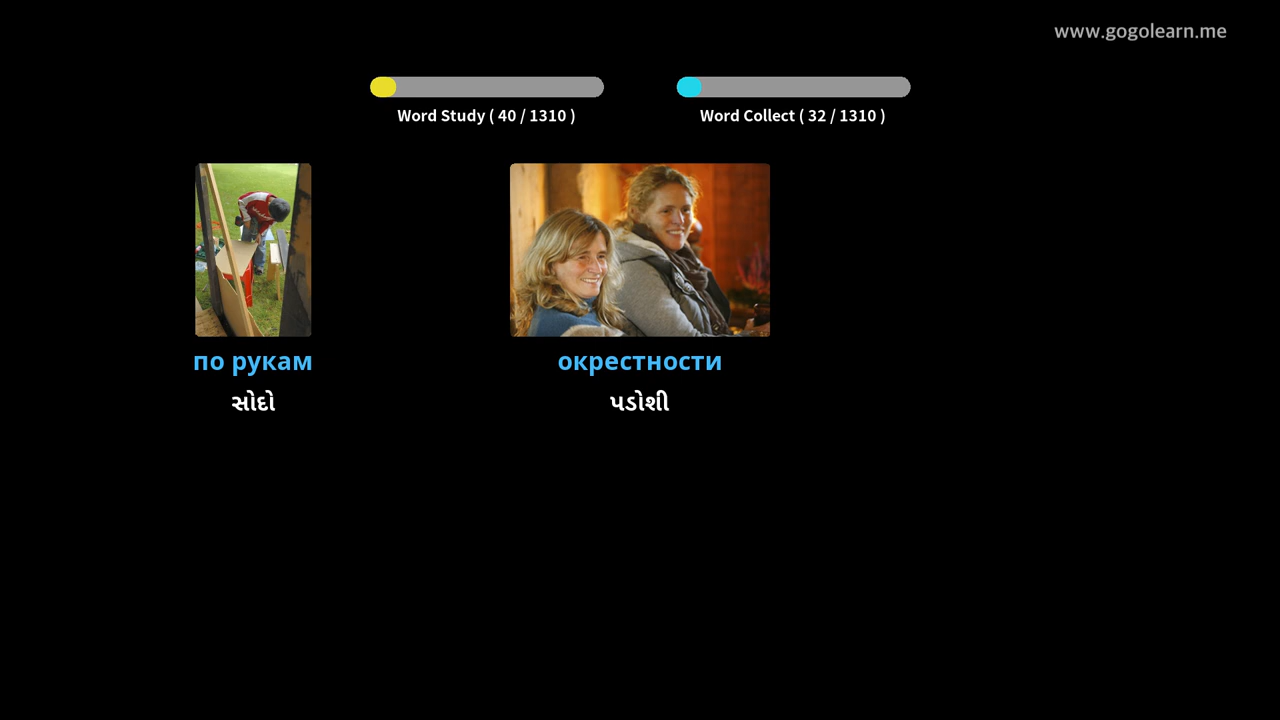 www.gogolearn.me
Word Study ( 40 / 1310 )
Word Collect ( 32 / 1310 )
по рукам
સોદો
окрестности
પડોશી